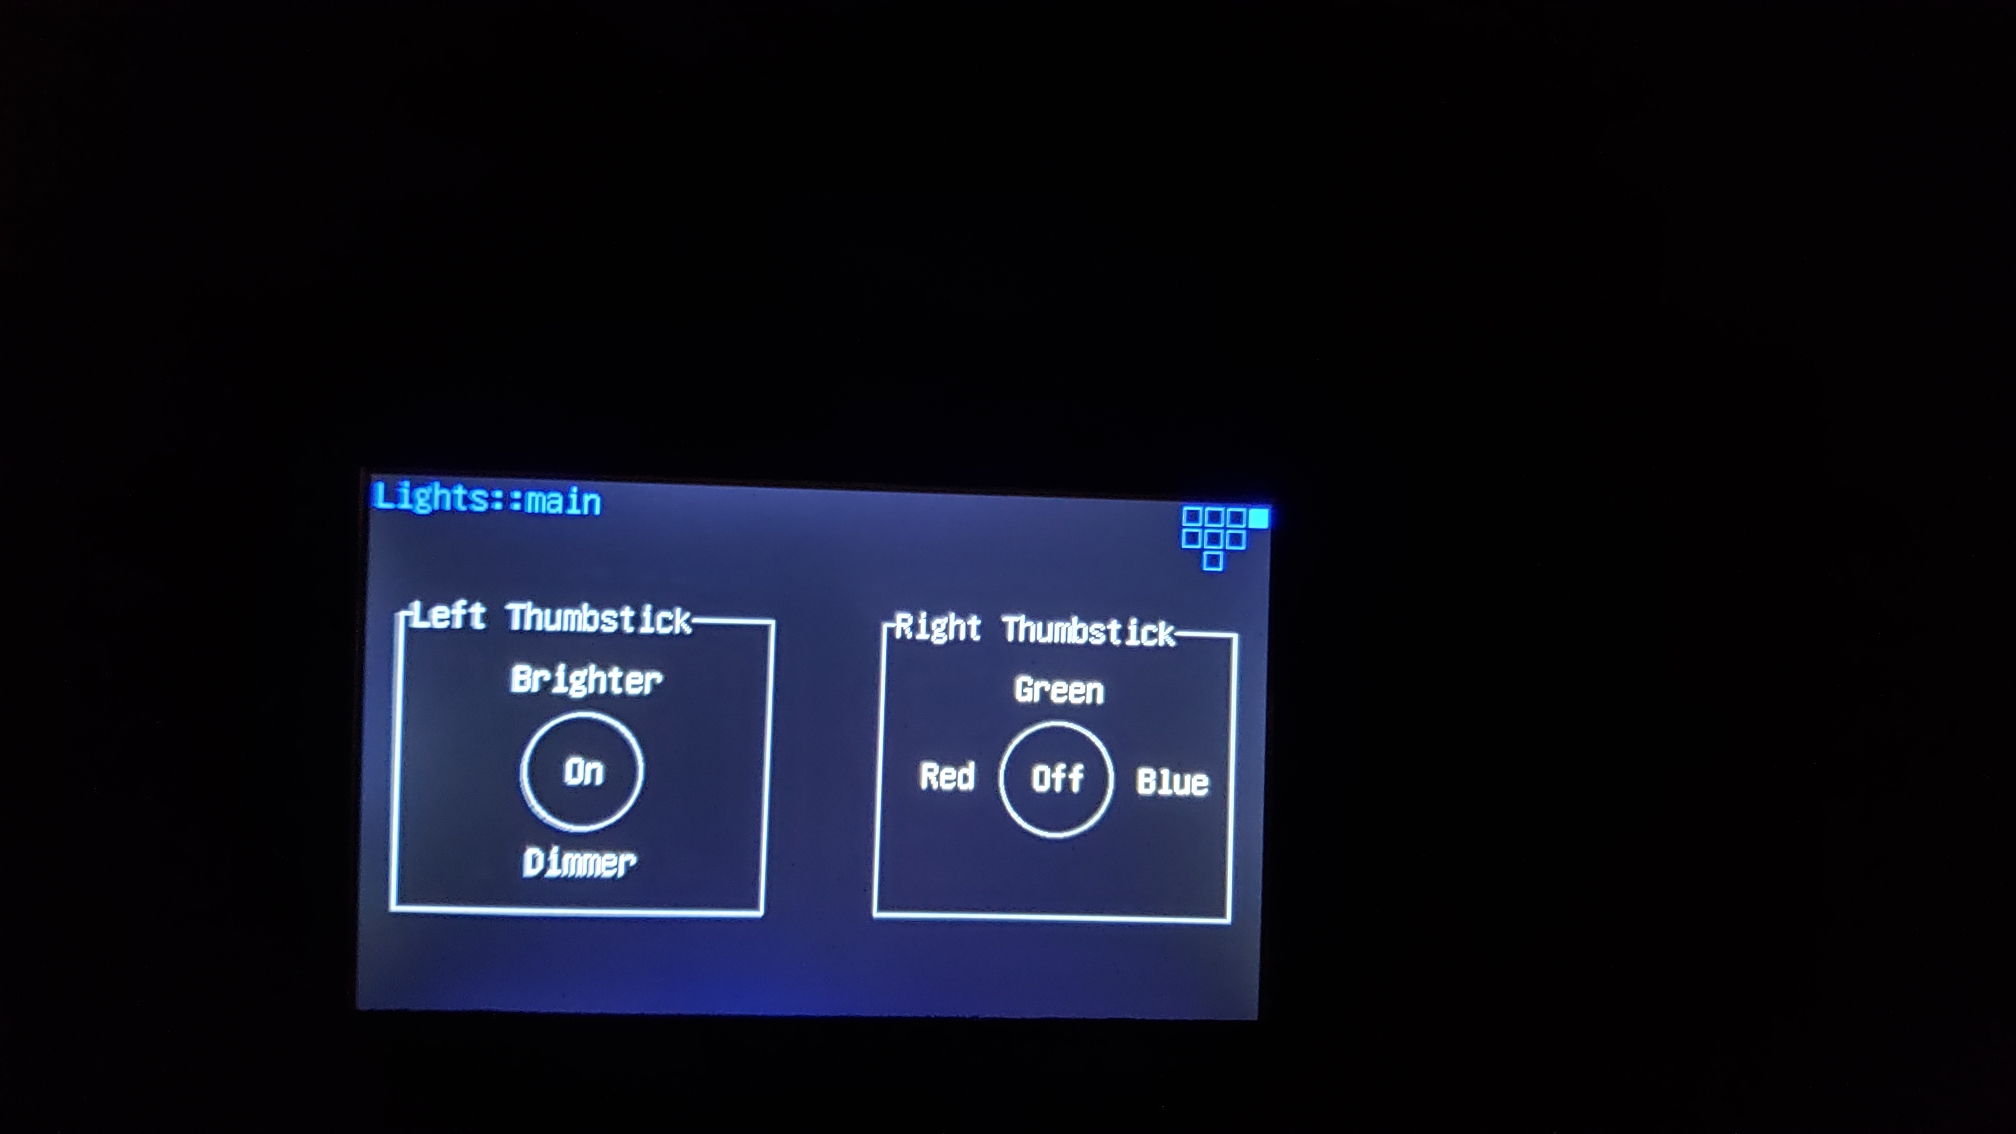 Lights::main
Left Thumbstick
Brighter
On
Dimmer
Right Thumbstick
Green
Red Off Blue